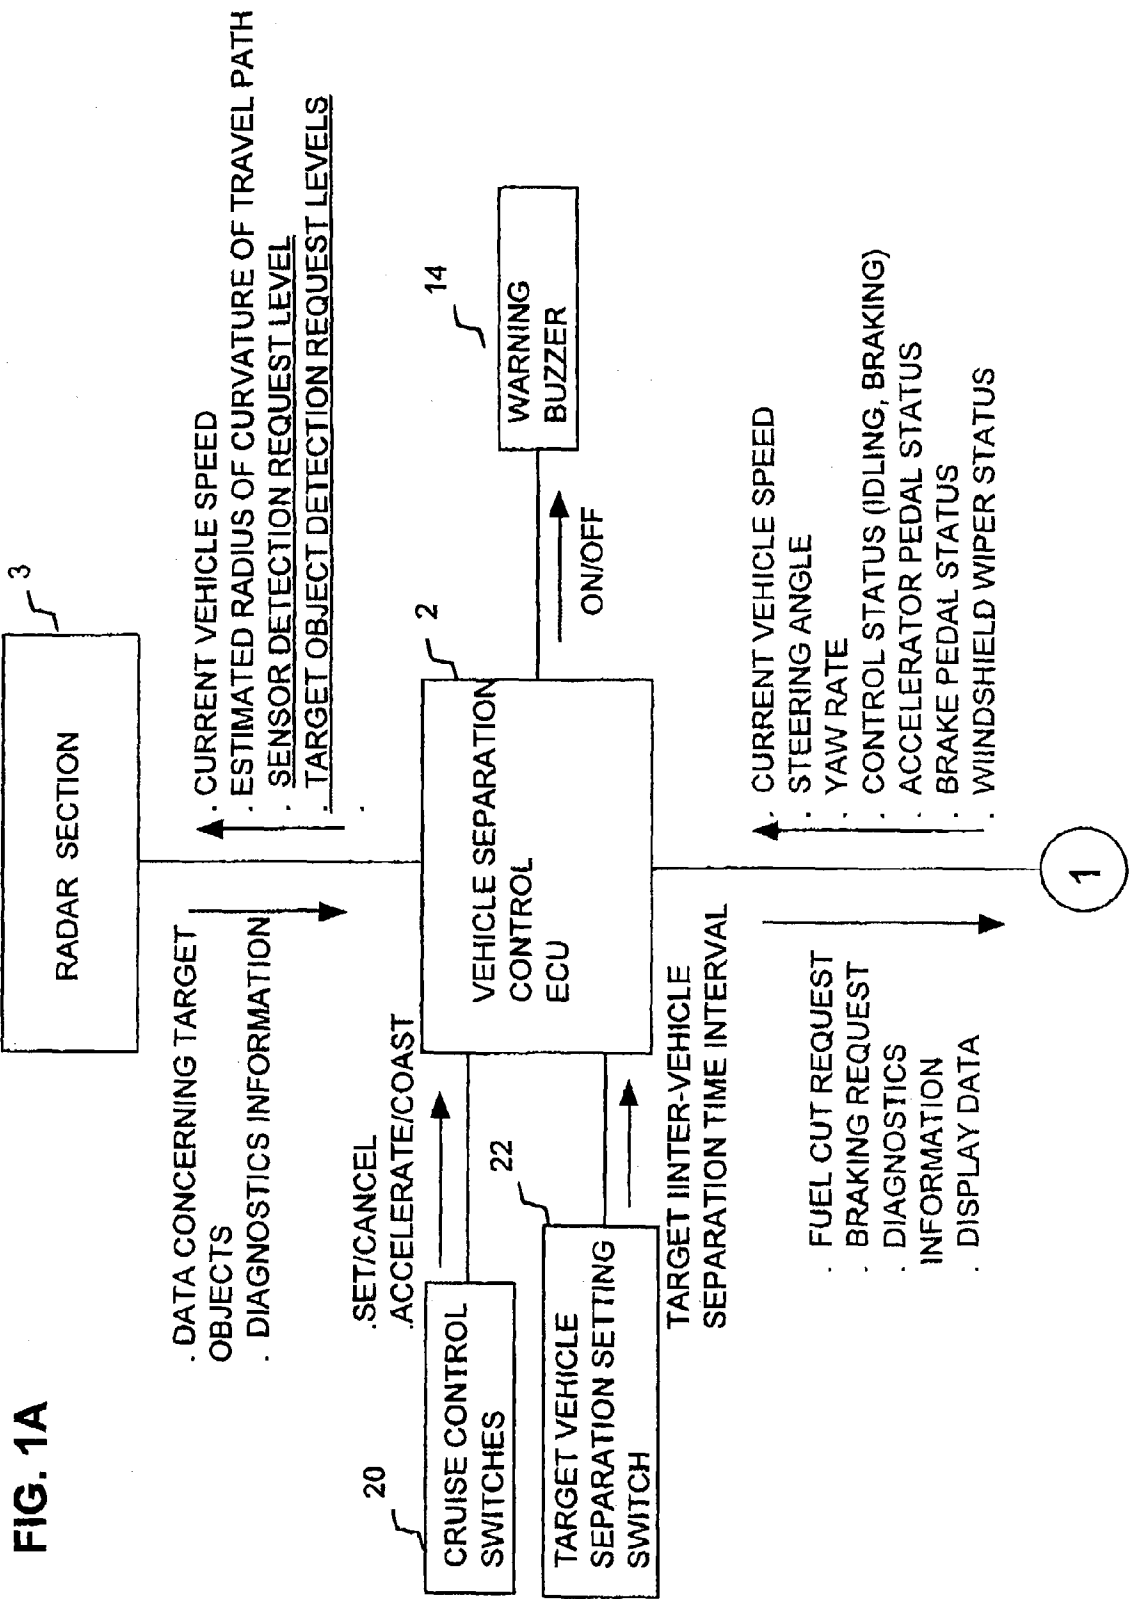 FIG. 1A
RADAR SECTION
3
. DATA CONCERNING TARGET
OBJECTS
. DIAGNOSTICS INFORMATION
. CURRENT VEHICLE SPEED
. ESTIMATED RADIUS OF CURVATURE OF TRAVEL PATH
. SENSOR DETECTION REQUEST LEVEL
. TARGET OBJECT DETECTION REQUEST LEVELS
.
.SET/CANCEL
.ACCELERATE/COAST
20
CRUISE CONTROL
SWITCHES
22
TARGET VEHICLE
SEPARATION SETTING
SWITCH
TARGET IINTER-VEHICLE
SEPARATION TIME INTERVAL
2
VEHICLE SEPARATION
CONTROL
ECU
14
WARNING
BUZZER
ON/OFF
. FUEL CUT REQUEST
. BRAKING REQUEST
. DIAGNOSTICS
INFORMATION
. DISPLAY DATA
. CURRENT VEHICLE SPEED
. STEERING ANGLE
. YAW RATE
. CONTROL STATUS (IDLING, BRAKING)
. ACCELERATOR PEDAL STATUS
. BRAKE PEDAL STATUS
. WIINDSHIELD WIPER STATUS
1